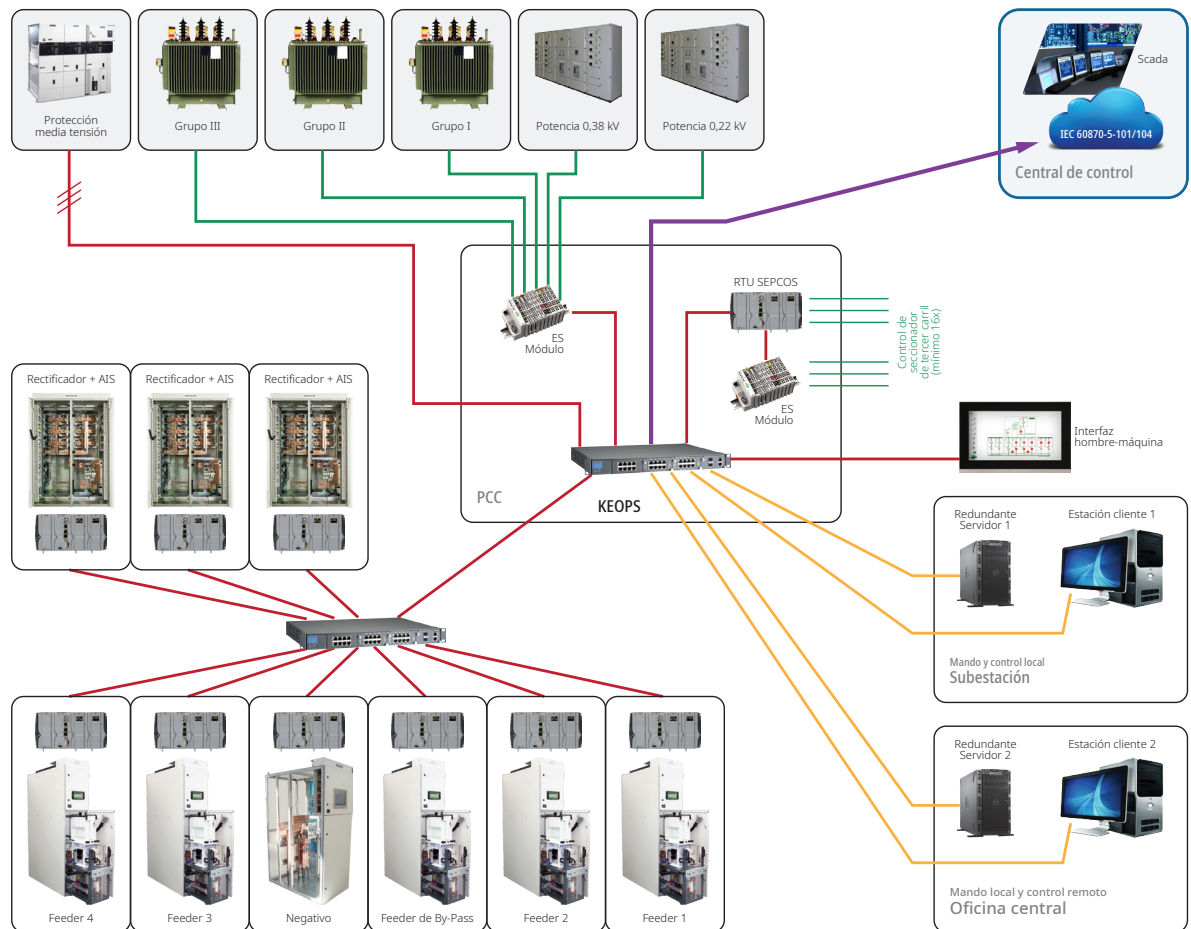 Protección
media tensión
Grupo III
Grupo II
Grupo I
Potencia 0,38 kV
Potencia 0,22 kV
Scada
IEC 60870-5-101/104
Central de control
RTU SEPCOS
ES
Módulo
Control de
seccionador
de tercer carril
(mínimo 16x)
ES
Módulo
PCC
KEOPS
Interfaz
hombre-máquina
Rectificador + AIS
Rectificador + AIS
Rectificador + AIS
Redundante
Servidor 1
Estación cliente 1
Mando y control local
Subestación
Redundante
Servidor 2
Estación cliente 2
Mando local y control remoto
Oficina central
Feeder 4
Feeder 3
Negativo
Feeder de By-Pass
Feeder 2
Feeder 1